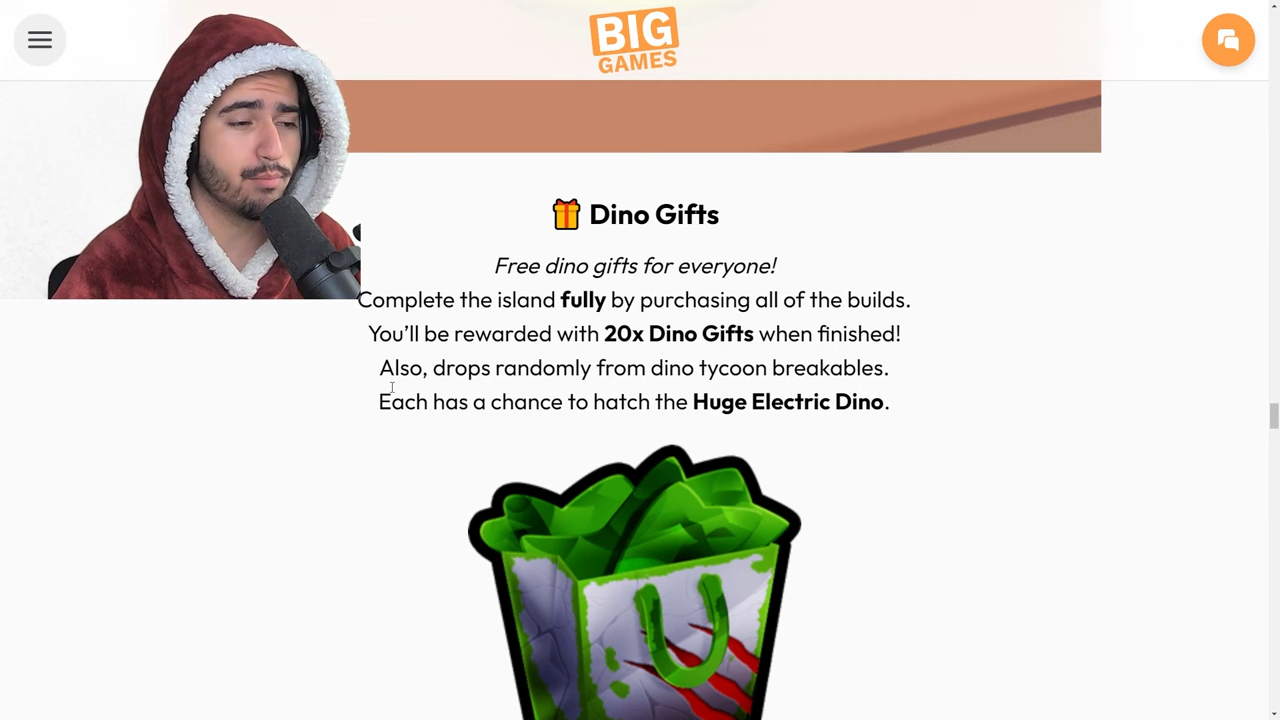 BIG
GAMES
Dino Gifts
Free dino gifts for everyone!
Complete the island fully by purchasing all of the builds.
You’ll be rewarded with 20x Dino Gifts when finished!
Also, drops randomly from dino tycoon breakables.
Each has a chance to hatch the Huge Electric Dino.